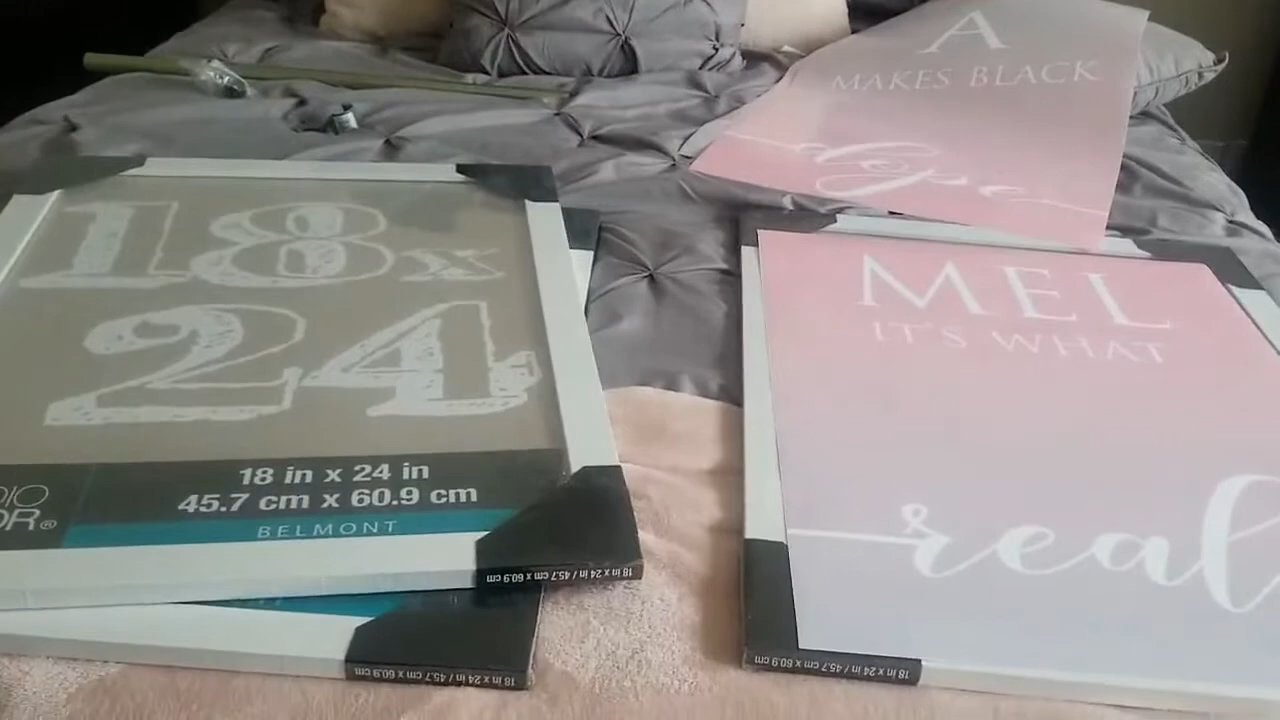 A
MAKES BLACK
18x
24
18 in x 24 in
45.7 cm x 60.9 cm
BELMONT
18 in x 24 in / 45.7 cm x 60.9 cm
18 in x 24 in / 45.7 cm x 60.9 cm
MEL
IT'S WHAT
real
18 in x 24 in / 45.7 cm x 60.9 cm